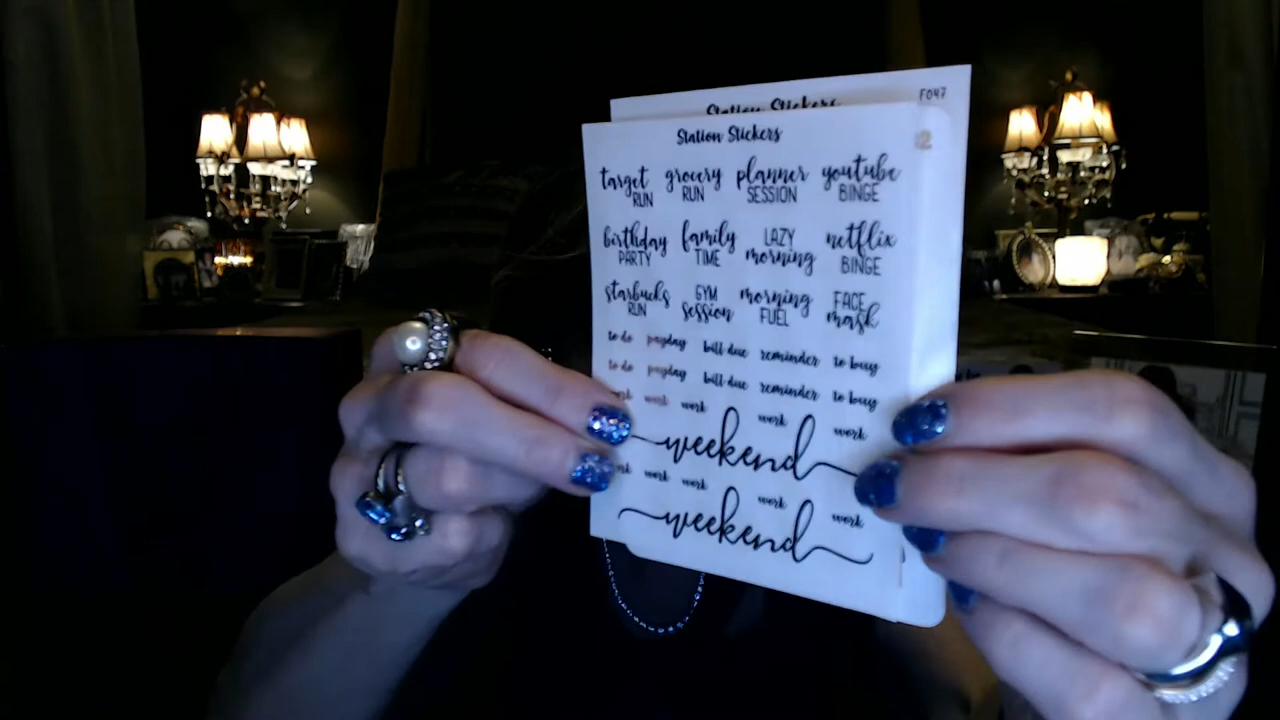 Station Stickers F047
Station Stickers
target grocery planner youtube
RUN RUN SESSION BINGE
birthday family LAZY netflix
PARTY TIME morning BINGE
starbucks GYM morning FACE
RUN session FUEL mask
to do payday bill due reminder to buy
to do payday bill due reminder to buy
work work work work
weekend
work work work work
weekend